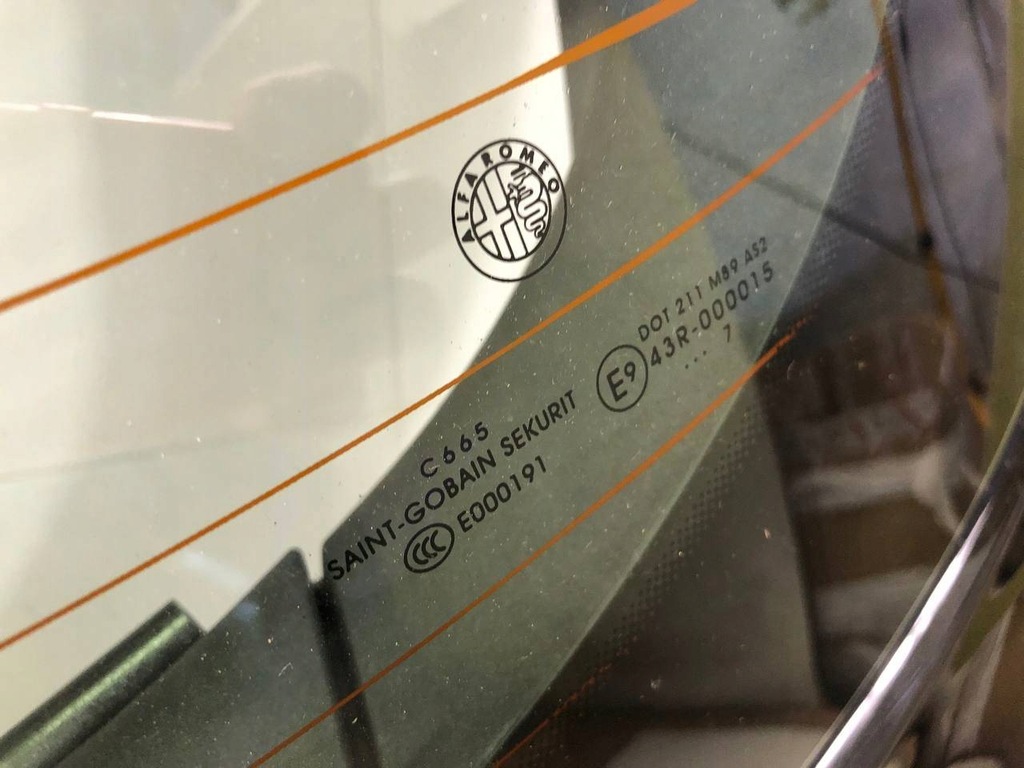 ALFA ROMEO
DOT 211 M89 AS2
E9 43R-000015
... 7
C665
SAINT-GOBAIN SEKURIT
CCC E000191